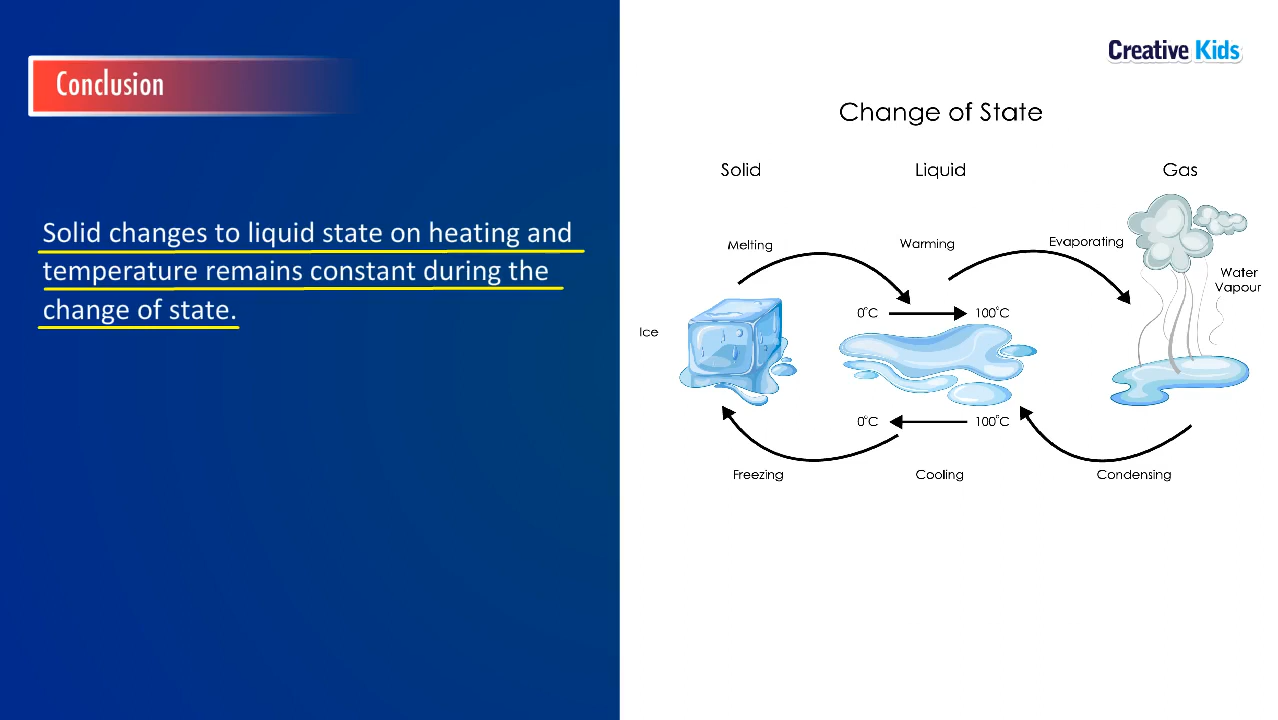 Conclusion
Solid changes to liquid state on heating and
temperature remains constant during the
change of state.
Creative Kids
Change of State
Solid
Liquid
Gas
Melting
Warming
Evaporating
Water
Vapour
Ice
0°C
100°C
0°C
100°C
Freezing
Cooling
Condensing